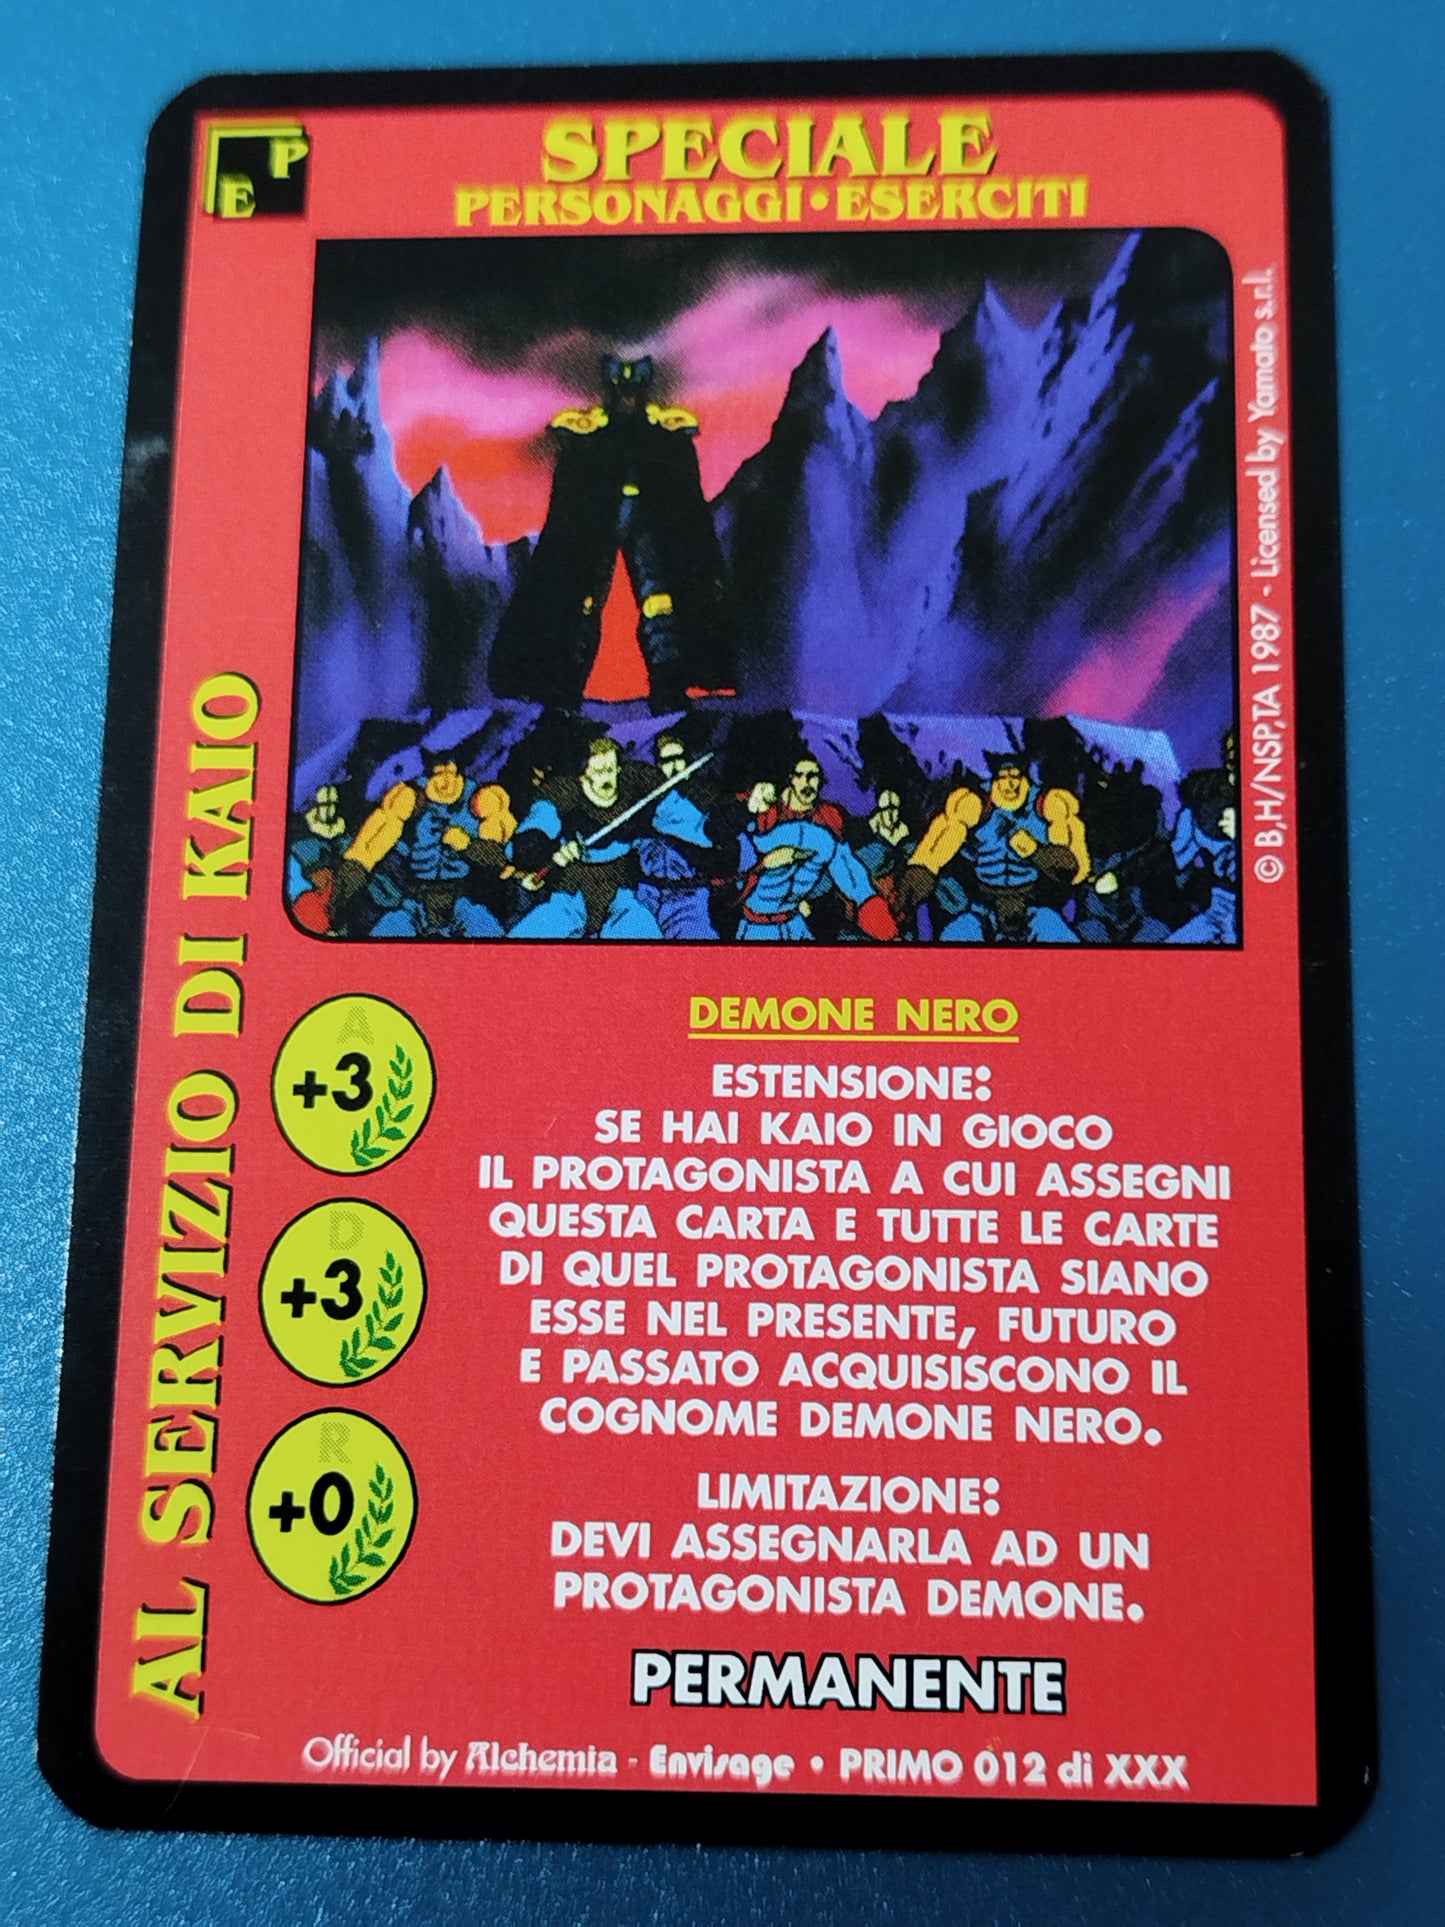 P
E
SPECIALE
PERSONAGGI•ESERCITI
© B,H/NSP,TA 1987 - Licensed by Yamato s.r.l.
AL SERVIZIO DI KAIO
A
+3
D
+3
R
+0
DEMONE NERO
ESTENSIONE:
SE HAI KAIO IN GIOCO
IL PROTAGONISTA A CUI ASSEGNI
QUESTA CARTA E TUTTE LE CARTE
DI QUEL PROTAGONISTA SIANO
ESSE NEL PRESENTE, FUTURO
E PASSATO ACQUISISCONO IL
COGNOME DEMONE NERO.
LIMITAZIONE:
DEVI ASSEGNARLA AD UN
PROTAGONISTA DEMONE.
PERMANENTE
Official by Alchemia - Envisage • PRIMO 012 di XXX